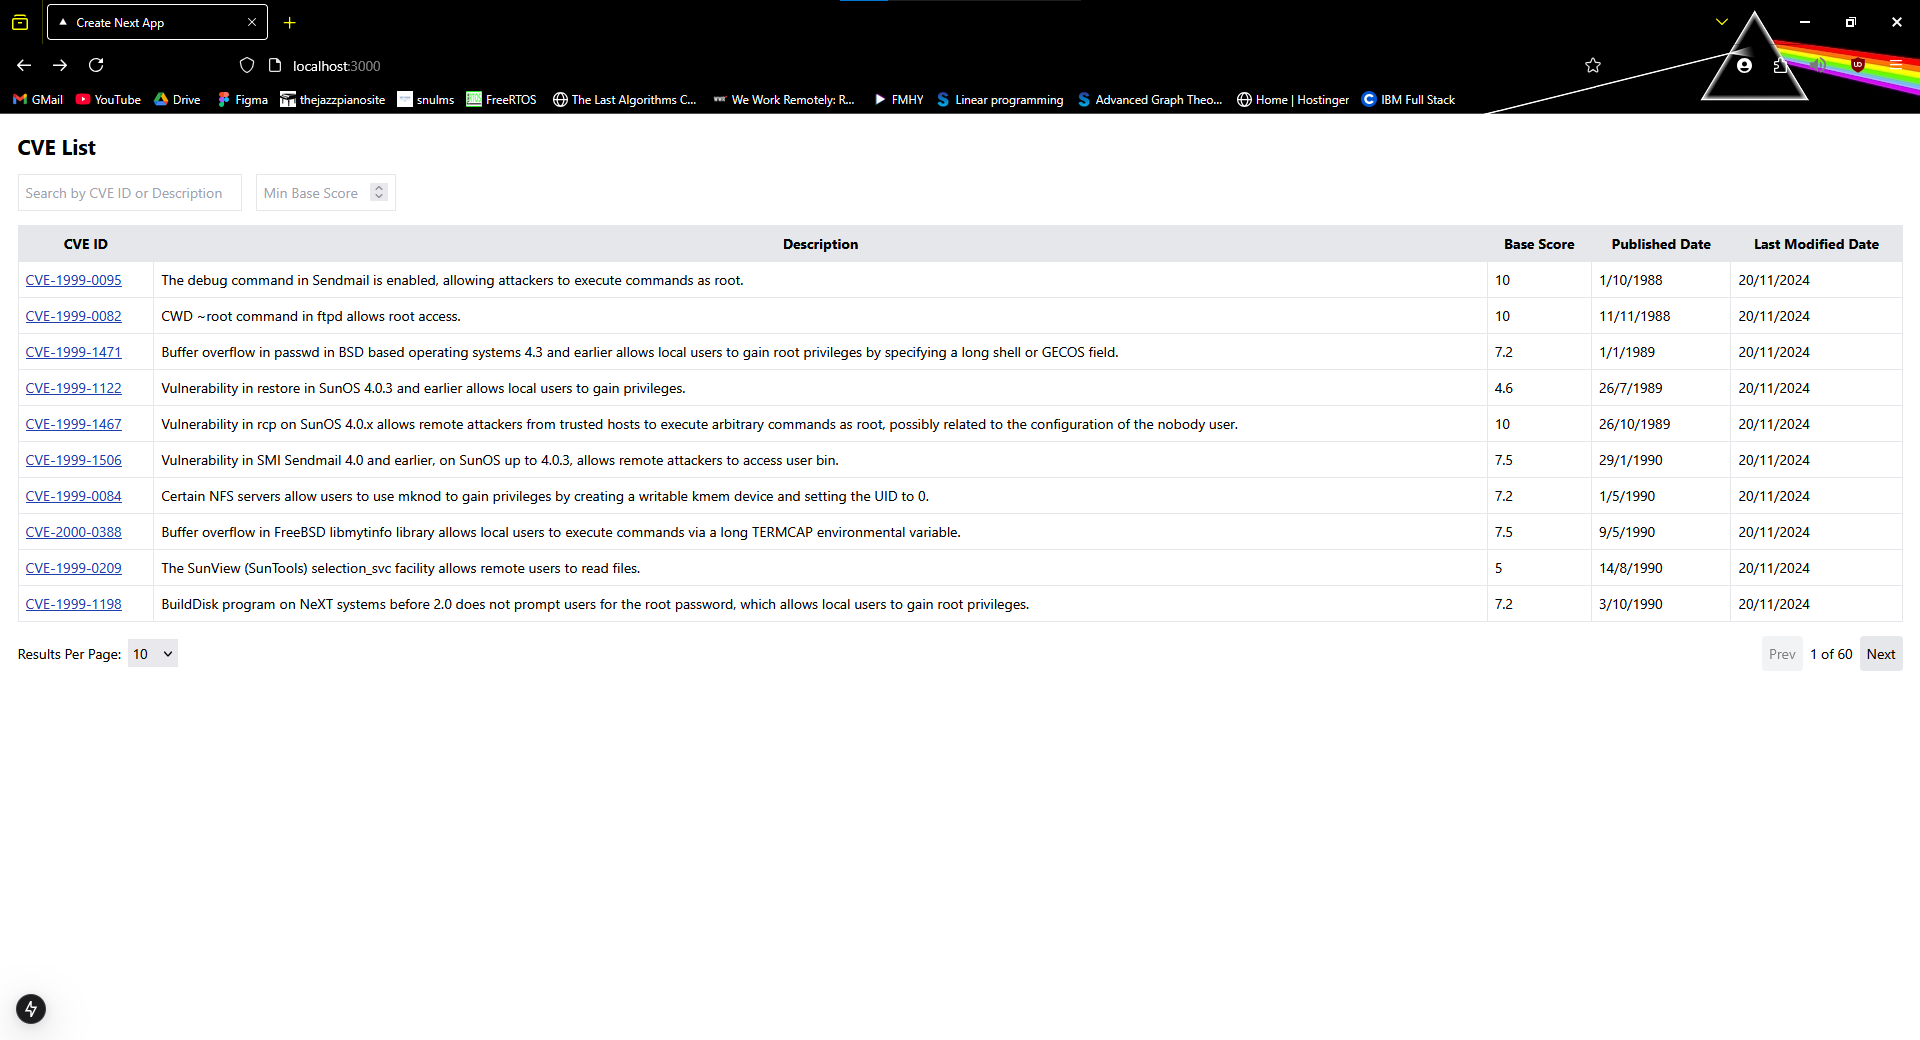 Create Next App
localhost:3000
GMail YouTube Drive Figma thejazzpianosite snulms FreeRTOS The Last Algorithms C... We Work Remotely: R... FMHY Linear programming Advanced Graph Theo... Home | Hostinger IBM Full Stack
CVE List
Search by CVE ID or Description Min Base Score
CVE ID Description Base Score Published Date Last Modified Date
CVE-1999-0095 The debug command in Sendmail is enabled, allowing attackers to execute commands as root. 10 1/10/1988 20/11/2024
CVE-1999-0082 CWD ~root command in ftpd allows root access. 10 11/11/1988 20/11/2024
CVE-1999-1471 Buffer overflow in passwd in BSD based operating systems 4.3 and earlier allows local users to gain root privileges by specifying a long shell or GECOS field. 7.2 1/1/1989 20/11/2024
CVE-1999-1122 Vulnerability in restore in SunOS 4.0.3 and earlier allows local users to gain privileges. 4.6 26/7/1989 20/11/2024
CVE-1999-1467 Vulnerability in rcp on SunOS 4.0.x allows remote attackers from trusted hosts to execute arbitrary commands as root, possibly related to the configuration of the nobody user. 10 26/10/1989 20/11/2024
CVE-1999-1506 Vulnerability in SMI Sendmail 4.0 and earlier, on SunOS up to 4.0.3, allows remote attackers to access user bin. 7.5 29/1/1990 20/11/2024
CVE-1999-0084 Certain NFS servers allow users to use mknod to gain privileges by creating a writable kmem device and setting the UID to 0. 7.2 1/5/1990 20/11/2024
CVE-2000-0388 Buffer overflow in FreeBSD libmytinfo library allows local users to execute commands via a long TERMCAP environmental variable. 7.5 9/5/1990 20/11/2024
CVE-1999-0209 The SunView (SunTools) selection_svc facility allows remote users to read files. 5 14/8/1990 20/11/2024
CVE-1999-1198 BuildDisk program on NeXT systems before 2.0 does not prompt users for the root password, which allows local users to gain root privileges. 7.2 3/10/1990 20/11/2024
Results Per Page: 10 Prev 1 of 60 Next